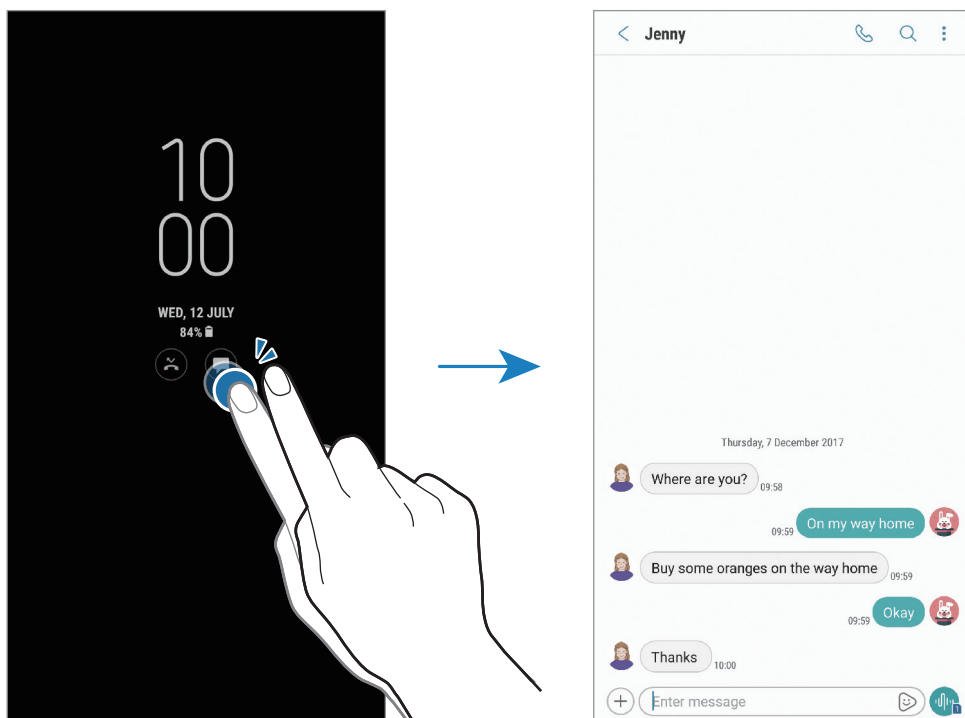 10
00
WED, 12 JULY
84%
Jenny
Thursday, 7 December 2017
Where are you?
09:58
09:59
On my way home
Buy some oranges on the way home
09:59
09:59
Okay
Thanks
10:00
Enter message
1